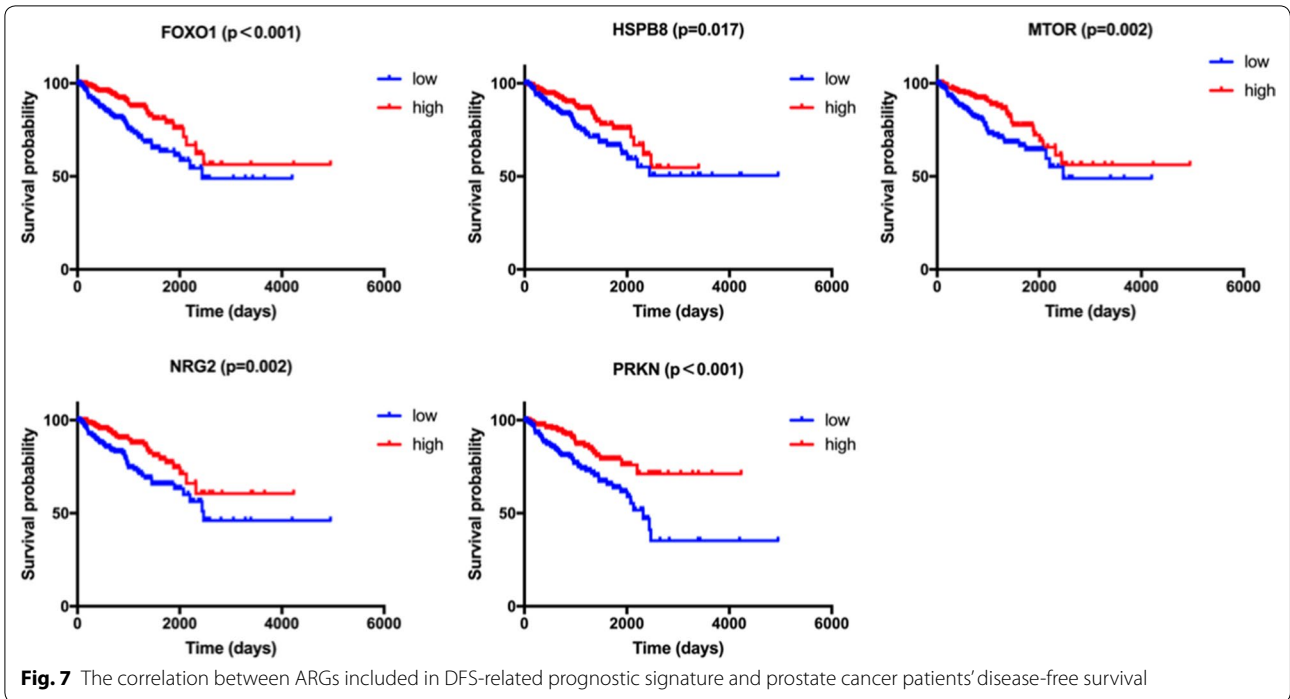 FOXO1 (p<0.001)
Survival probability
100
50
0
0 2000 4000 6000
Time (days)
low
high
HSPB8 (p=0.017)
Survival probability
100
50
0
0 2000 4000 6000
Time (days)
low
high
MTOR (p=0.002)
Survival probability
100
50
0
0 2000 4000 6000
Time (days)
low
high
NRG2 (p=0.002)
Survival probability
100
50
0
0 2000 4000 6000
Time (days)
low
high
PRKN (p<0.001)
Survival probability
100
50
0
0 2000 4000 6000
Time (days)
low
high
Fig. 7 The correlation between ARGs included in DFS-related prognostic signature and prostate cancer patients' disease-free survival